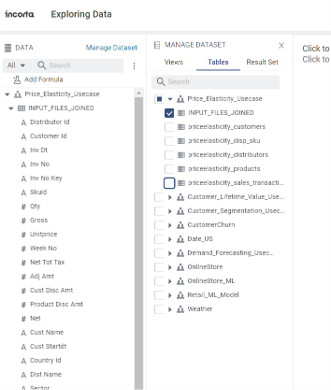 incorta Exploring Data
DATA
Manage Dataset
All
Search
Add Formula
Price_Elasticity_Usecase
INPUT_FILES_JOINED
Distributor Id
Customer Id
Inv Dt
Inv No
Inv No Key
Skuid
Qty
Gross
Unitprice
Week No
Net Tot Tax
Adj Amt
Cust Disc Amt
Product Disc Amt
Net
Cust Name
Cust Startdt
Country Id
Dist Name
Sector
MANAGE DATASET X
Views Tables Result Set
Search
Price_Elasticity_Usecase
INPUT_FILES_JOINED
priceelasticity_customers
priceelasticity_disp_sku
priceelasticity_distributors
priceelasticity_products
priceelasticity_sales_transacti...
Customer_Lifetime_Value_Use...
Customer_Segmentation_Usec...
CustomerChurn
Date_US
Demand_Forecasting_Usec...
OnlineStore
OnlineStore_ML
Retail_ML_Model
Weather
Click to
Click to